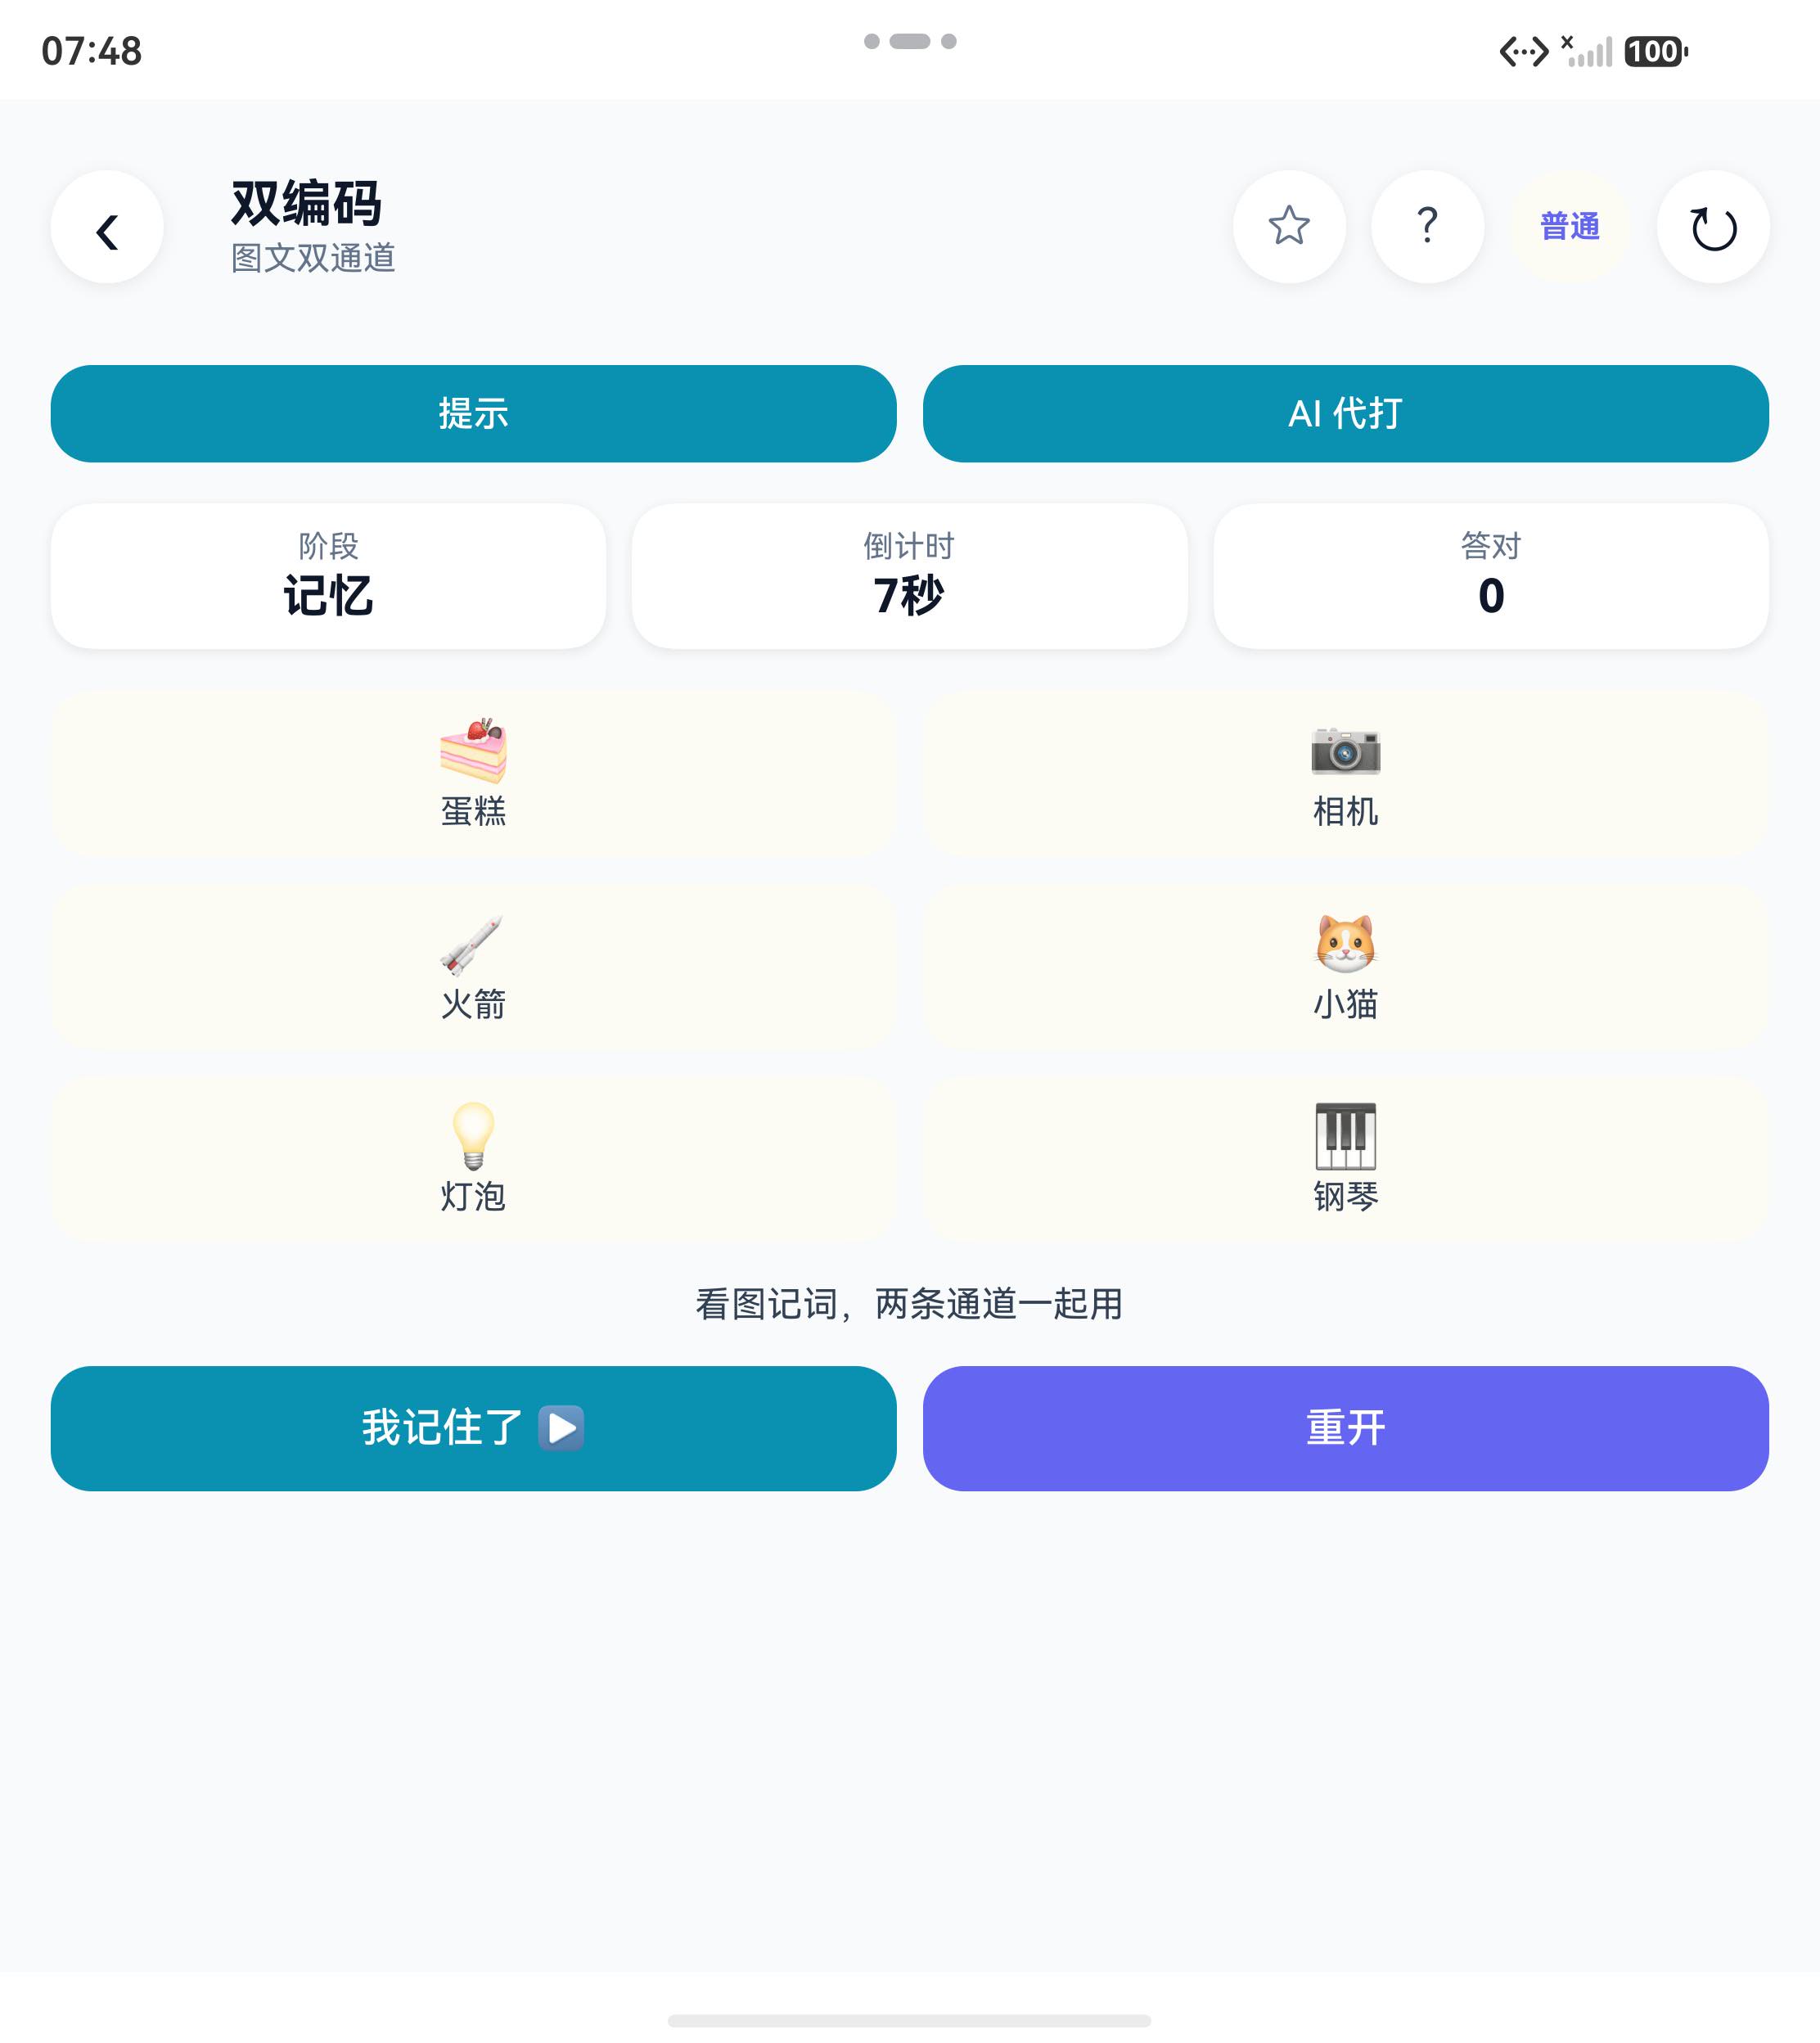 07:48
100
双编码
图文双通道
?
普通
提示
AI 代打
阶段
记忆
倒计时
7秒
答对
0
蛋糕
相机
火箭
小猫
灯泡
钢琴
看图记词，两条通道一起用
我记住了
重开